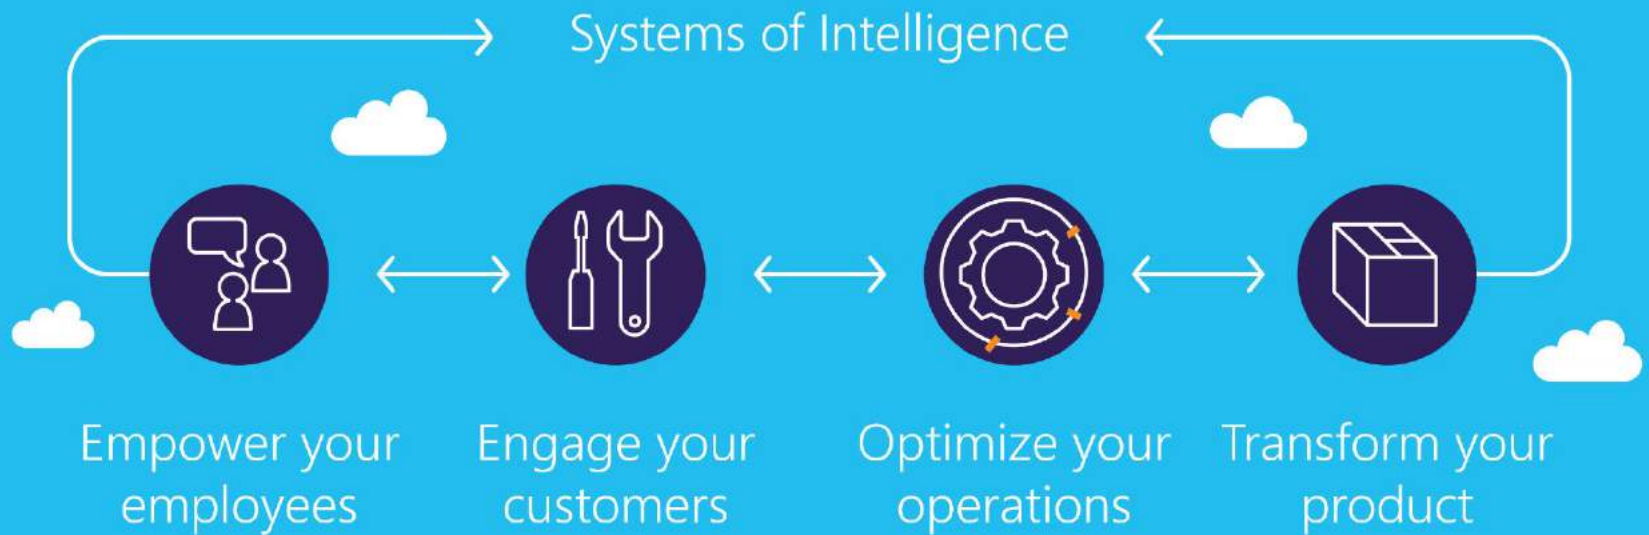 Systems of Intelligence
Empower your
employees
Engage your
customers
Optimize your
operations
Transform your
product